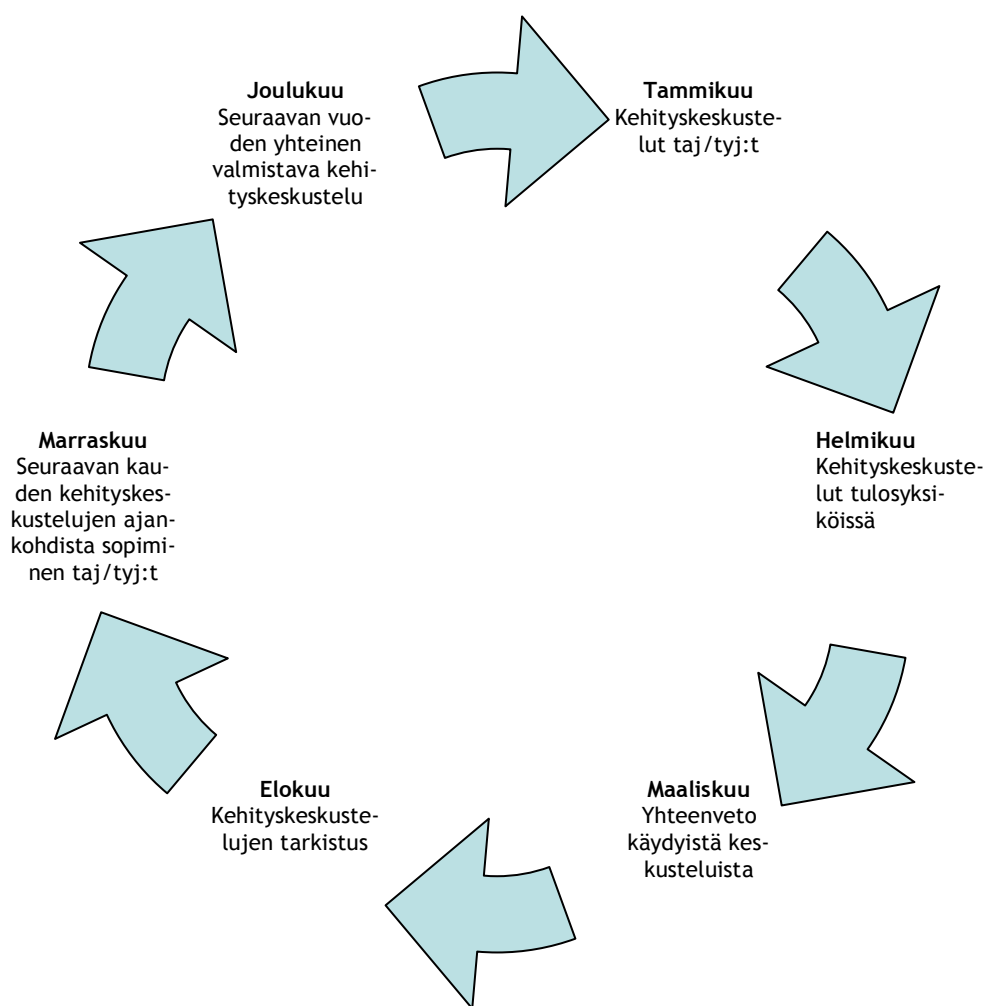 Joulukuu
Seuraavan vuo-
den yhteinen
valmistava kehi-
tyskeskustelu
Tammikuu
Kehityskeskuste-
lut taj/tyj:t
Helmikuu
Kehityskeskuste-
lut tulosyksi-
köissä
Maaliskuu
Yhteenveto
käydyistä kes-
kusteluista
Elokuu
Kehityskeskuste-
lujen tarkistus
Marraskuu
Seuraavan kau-
den kehityskes-
kustelujen ajan-
kohdista sopimi-
nen taj/tyj:t